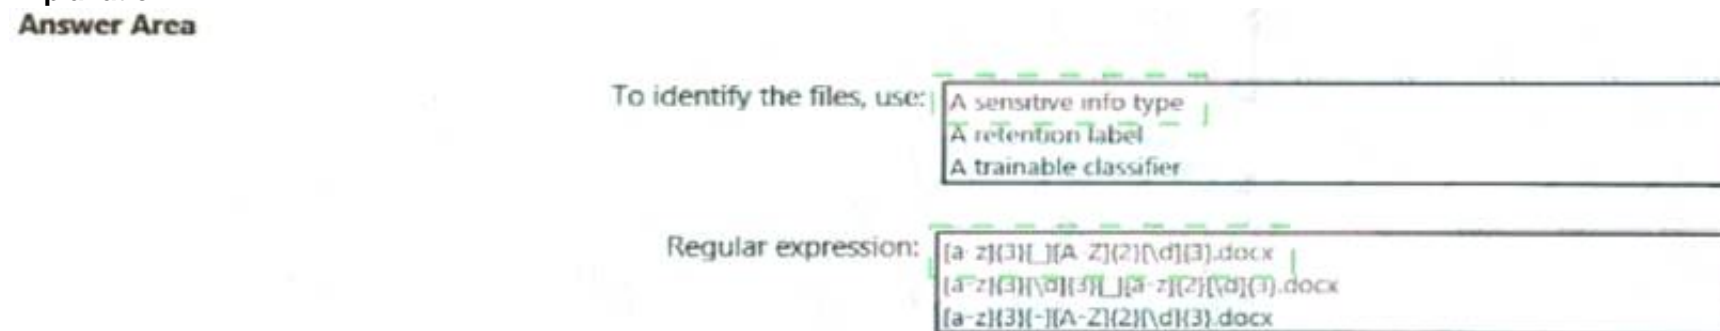 Answer Area
To identify the files, use:
A sensitive info type
A retention label
A trainable classifier
Regular expression:
[a-z]{3}[_][A-Z]{2}[\d]{3}.docx
[a-z]{3}[\d]{3}[_][a-z]{2}[\d]{3}.docx
[a-z]{3}[-][A-Z]{2}[\d]{3}.docx